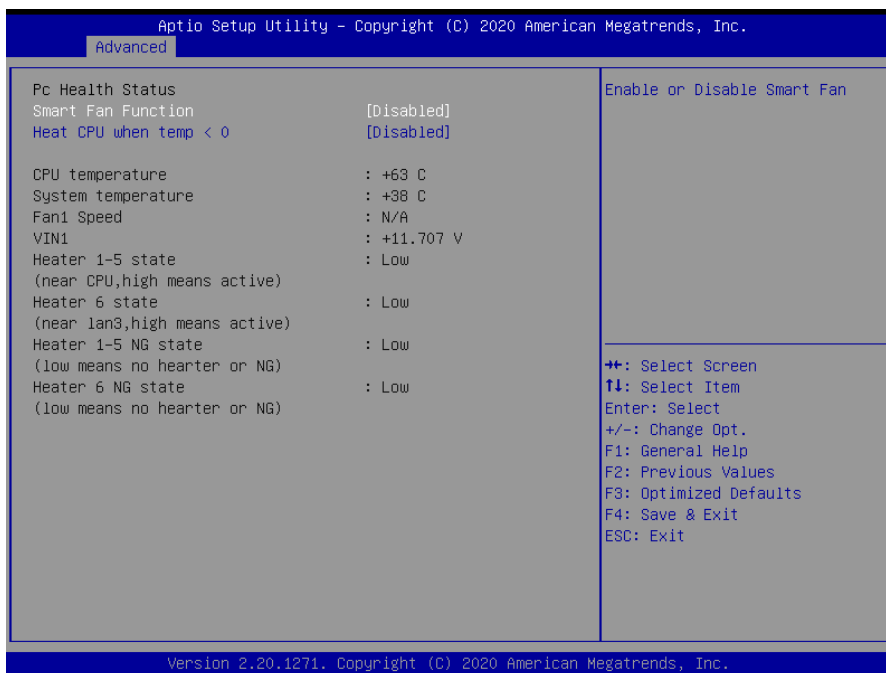 Aptio Setup Utility – Copyright (C) 2020 American Megatrends, Inc.
Advanced
Pc Health Status
Smart Fan Function [Disabled]
Heat CPU when temp < 0 [Disabled]
CPU temperature : +63 C
System temperature : +38 C
Fan1 Speed : N/A
VIN1 : +11.707 V
Heater 1-5 state : Low
(near CPU,high means active)
Heater 6 state : Low
(near lan3,high means active)
Heater 1-5 NG state : Low
(low means no hearter or NG)
Heater 6 NG state : Low
(low means no hearter or NG)
Enable or Disable Smart Fan
→←: Select Screen
↑↓: Select Item
Enter: Select
+/-: Change Opt.
F1: General Help
F2: Previous Values
F3: Optimized Defaults
F4: Save & Exit
ESC: Exit
Version 2.20.1271. Copyright (C) 2020 American Megatrends, Inc.